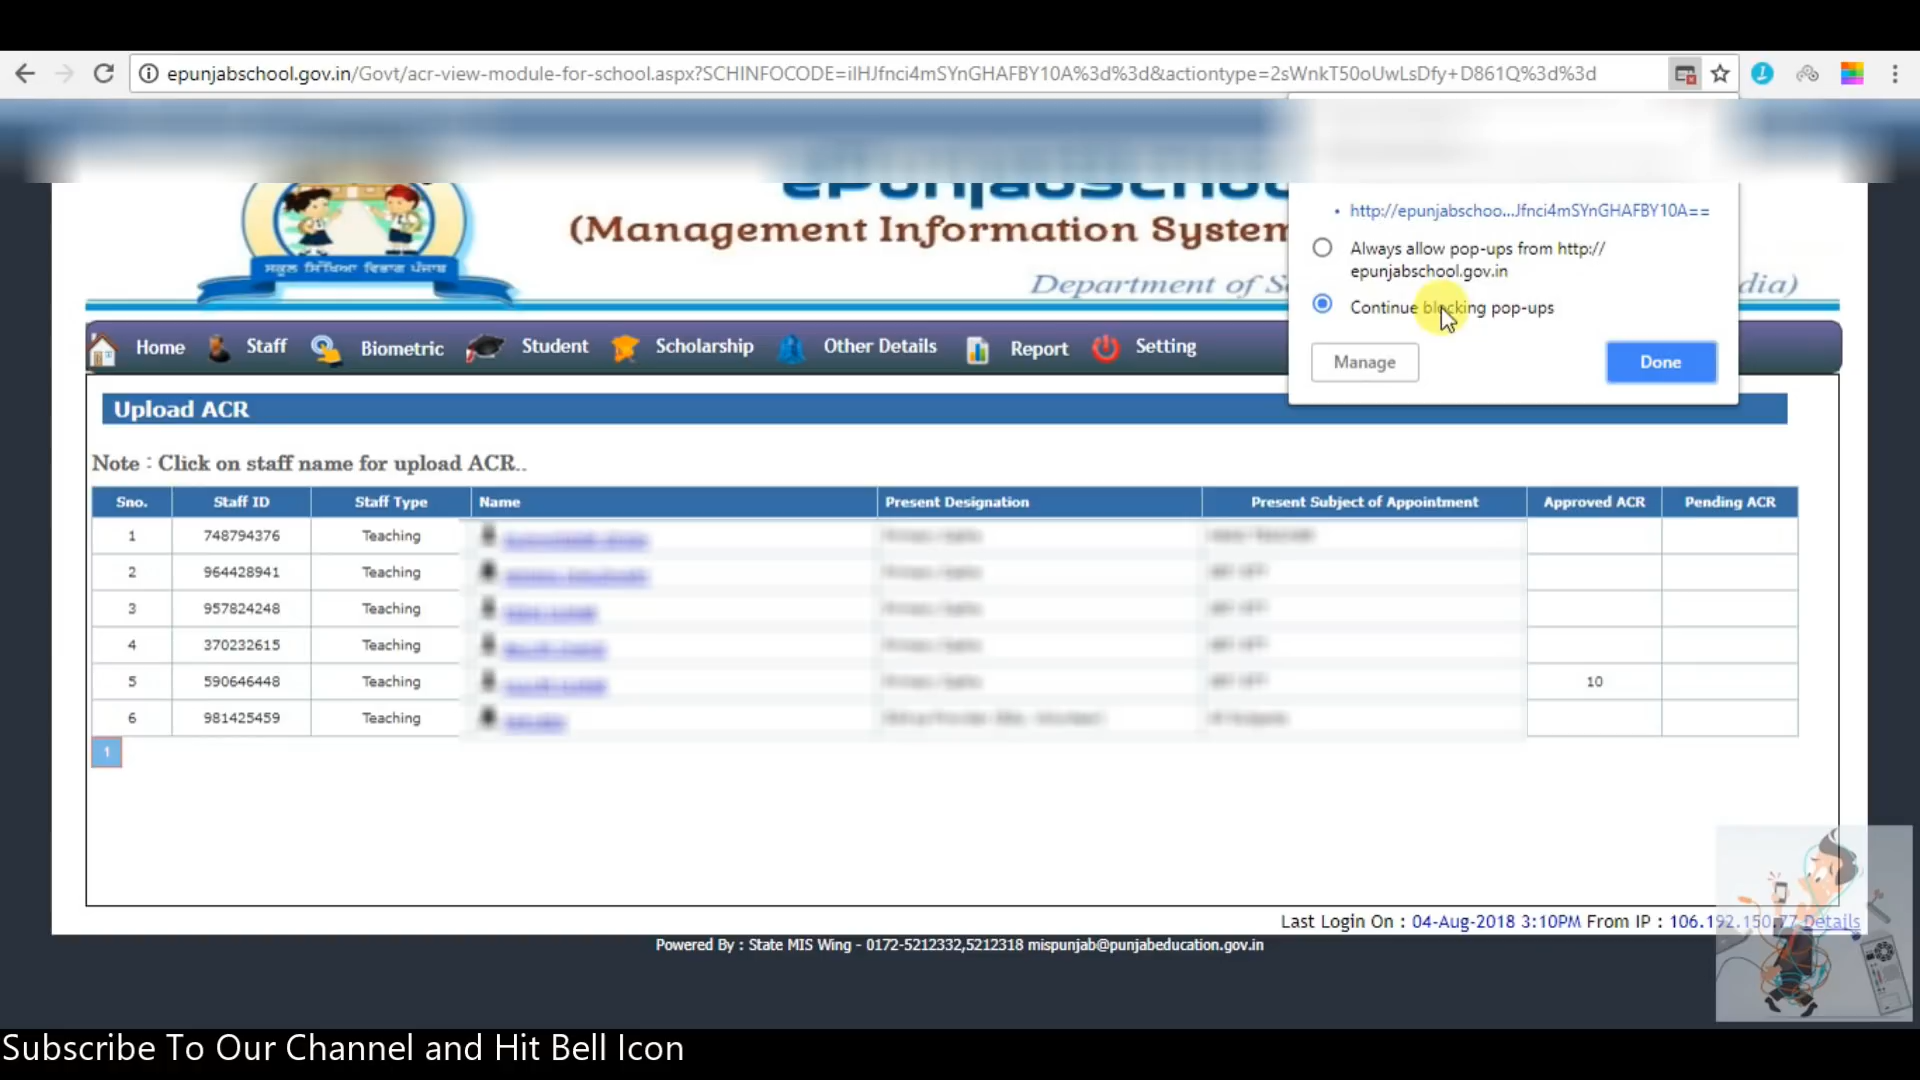 epunjabschool.gov.in/Govt/acr-view-module-for-school.aspx?SCHINFOCODE=ilHJfnci4mSYnGHAFBY10A%3d%3d&actiontype=2sWnkT50oUwLsDfy+D861Q%3d%3d
ePunjabSchool
(Management Information System
ਸਕੂਲ ਸਿੱਖਿਆ ਵਿਭਾਗ ਪੰਜਾਬ
Department of S
dia)
• http://epunjabschoo...Jfnci4mSYnGHAFBY10A==
Always allow pop-ups from http://
epunjabschool.gov.in
Continue blocking pop-ups
Manage Done
Home Staff Biometric Student Scholarship Other Details Report Setting
Upload ACR
Note : Click on staff name for upload ACR..
Sno. Staff ID Staff Type Name Present Designation Present Subject of Appointment Approved ACR Pending ACR
1 748794376 Teaching
2 964428941 Teaching
3 957824248 Teaching
4 370232615 Teaching
5 590646448 Teaching 10
6 981425459 Teaching
1
Last Login On : 04-Aug-2018 3:10PM From IP : 106.192.150.77 Details
Powered By : State MIS Wing - 0172-5212332,5212318 mispunjab@punjabeducation.gov.in
Subscribe To Our Channel and Hit Bell Icon